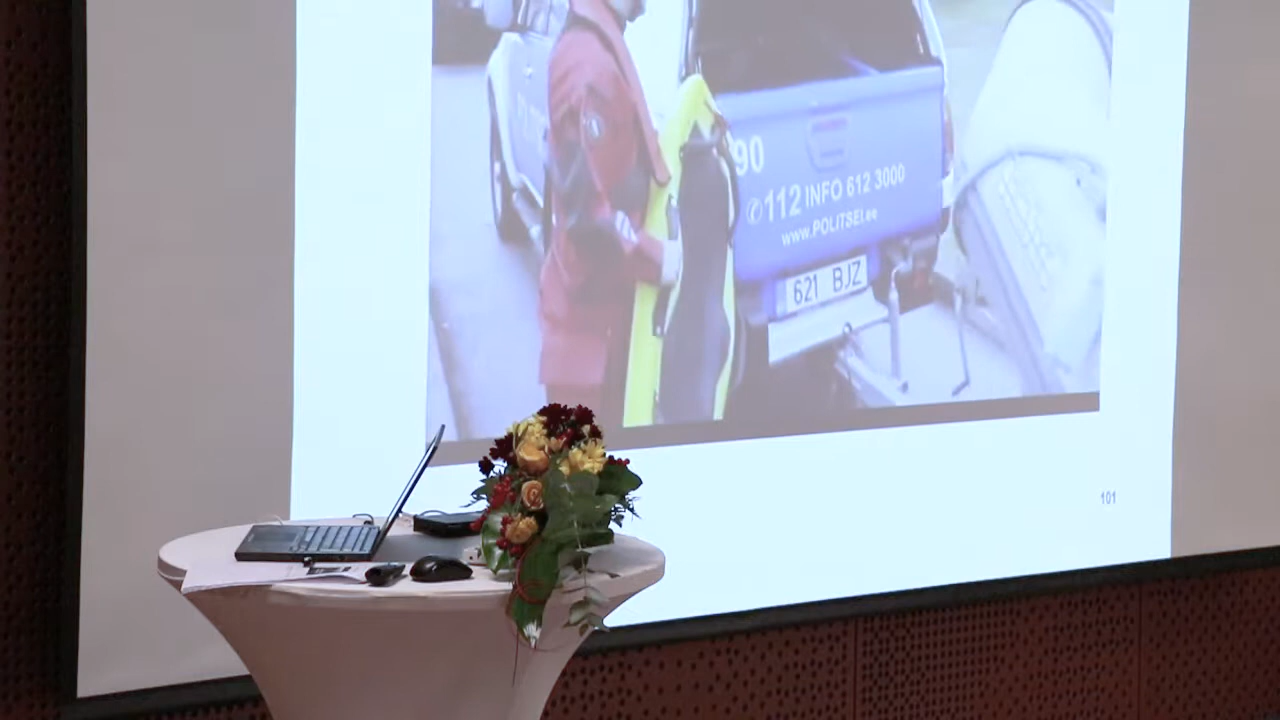 90
✆112 INFO 612 3000
www.POLITSEI.ee
621 BJZ
101